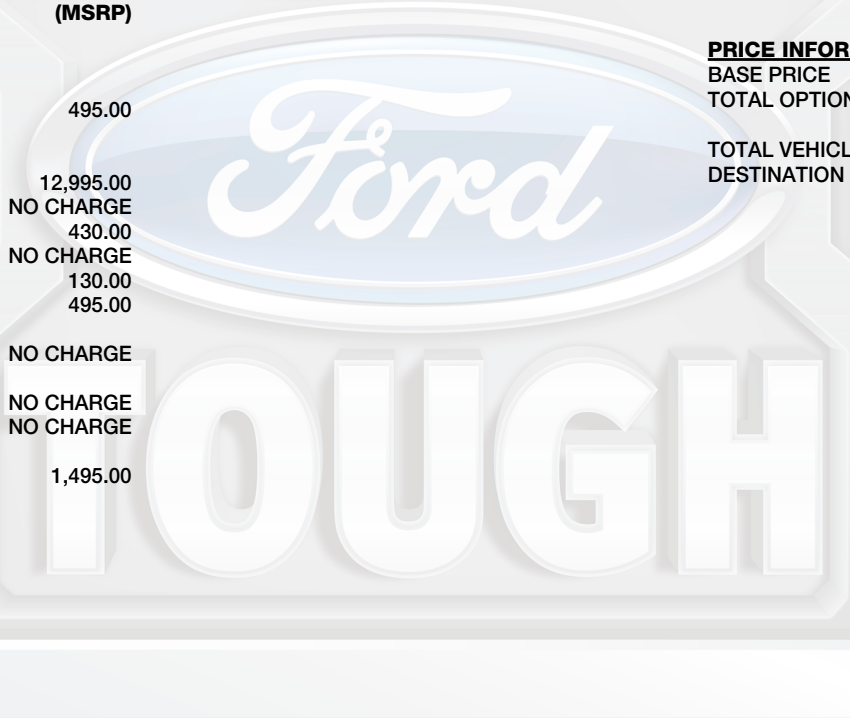 (MSRP)
495.00
12,995.00
NO CHARGE
430.00
NO CHARGE
130.00
495.00
NO CHARGE
NO CHARGE
NO CHARGE
1,495.00
PRICE INFOR
BASE PRICE
TOTAL OPTION
TOTAL VEHICL
DESTINATION
Ford
TOUGH